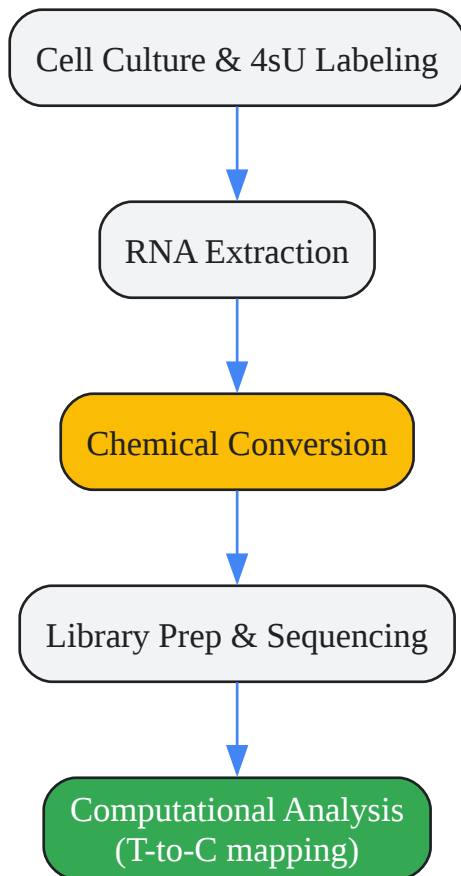 Cell Culture & 4sU Labeling
RNA Extraction
Chemical Conversion
Library Prep & Sequencing
Computational Analysis
(T-to-C mapping)